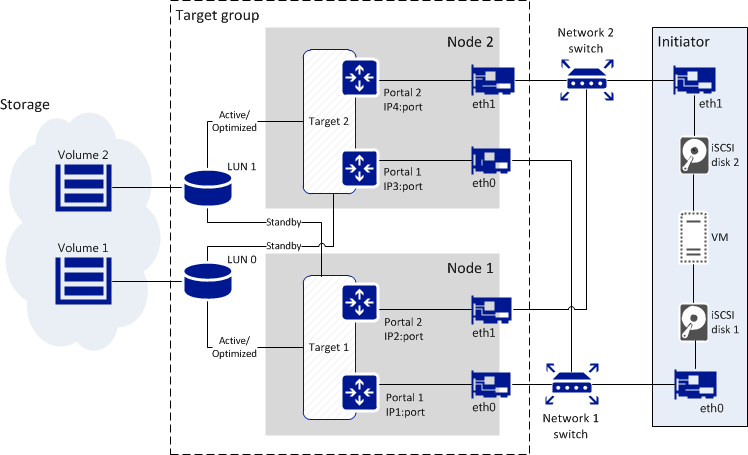 Target group
Node 2
Network 2
switch
Initiator
Portal 2
IP4:port
eth1
eth1
Storage
Active/
Optimized
Target 2
iSCSI
disk 2
Volume 2
LUN 1
Portal 1
IP3:port
eth0
Standby
VM
Volume 1
Standby
LUN 0
Node 1
Portal 2
IP2:port
eth1
iSCSI
disk 1
Active/
Optimized
Target 1
Portal 1
IP1:port
eth0
Network 1
switch
eth0